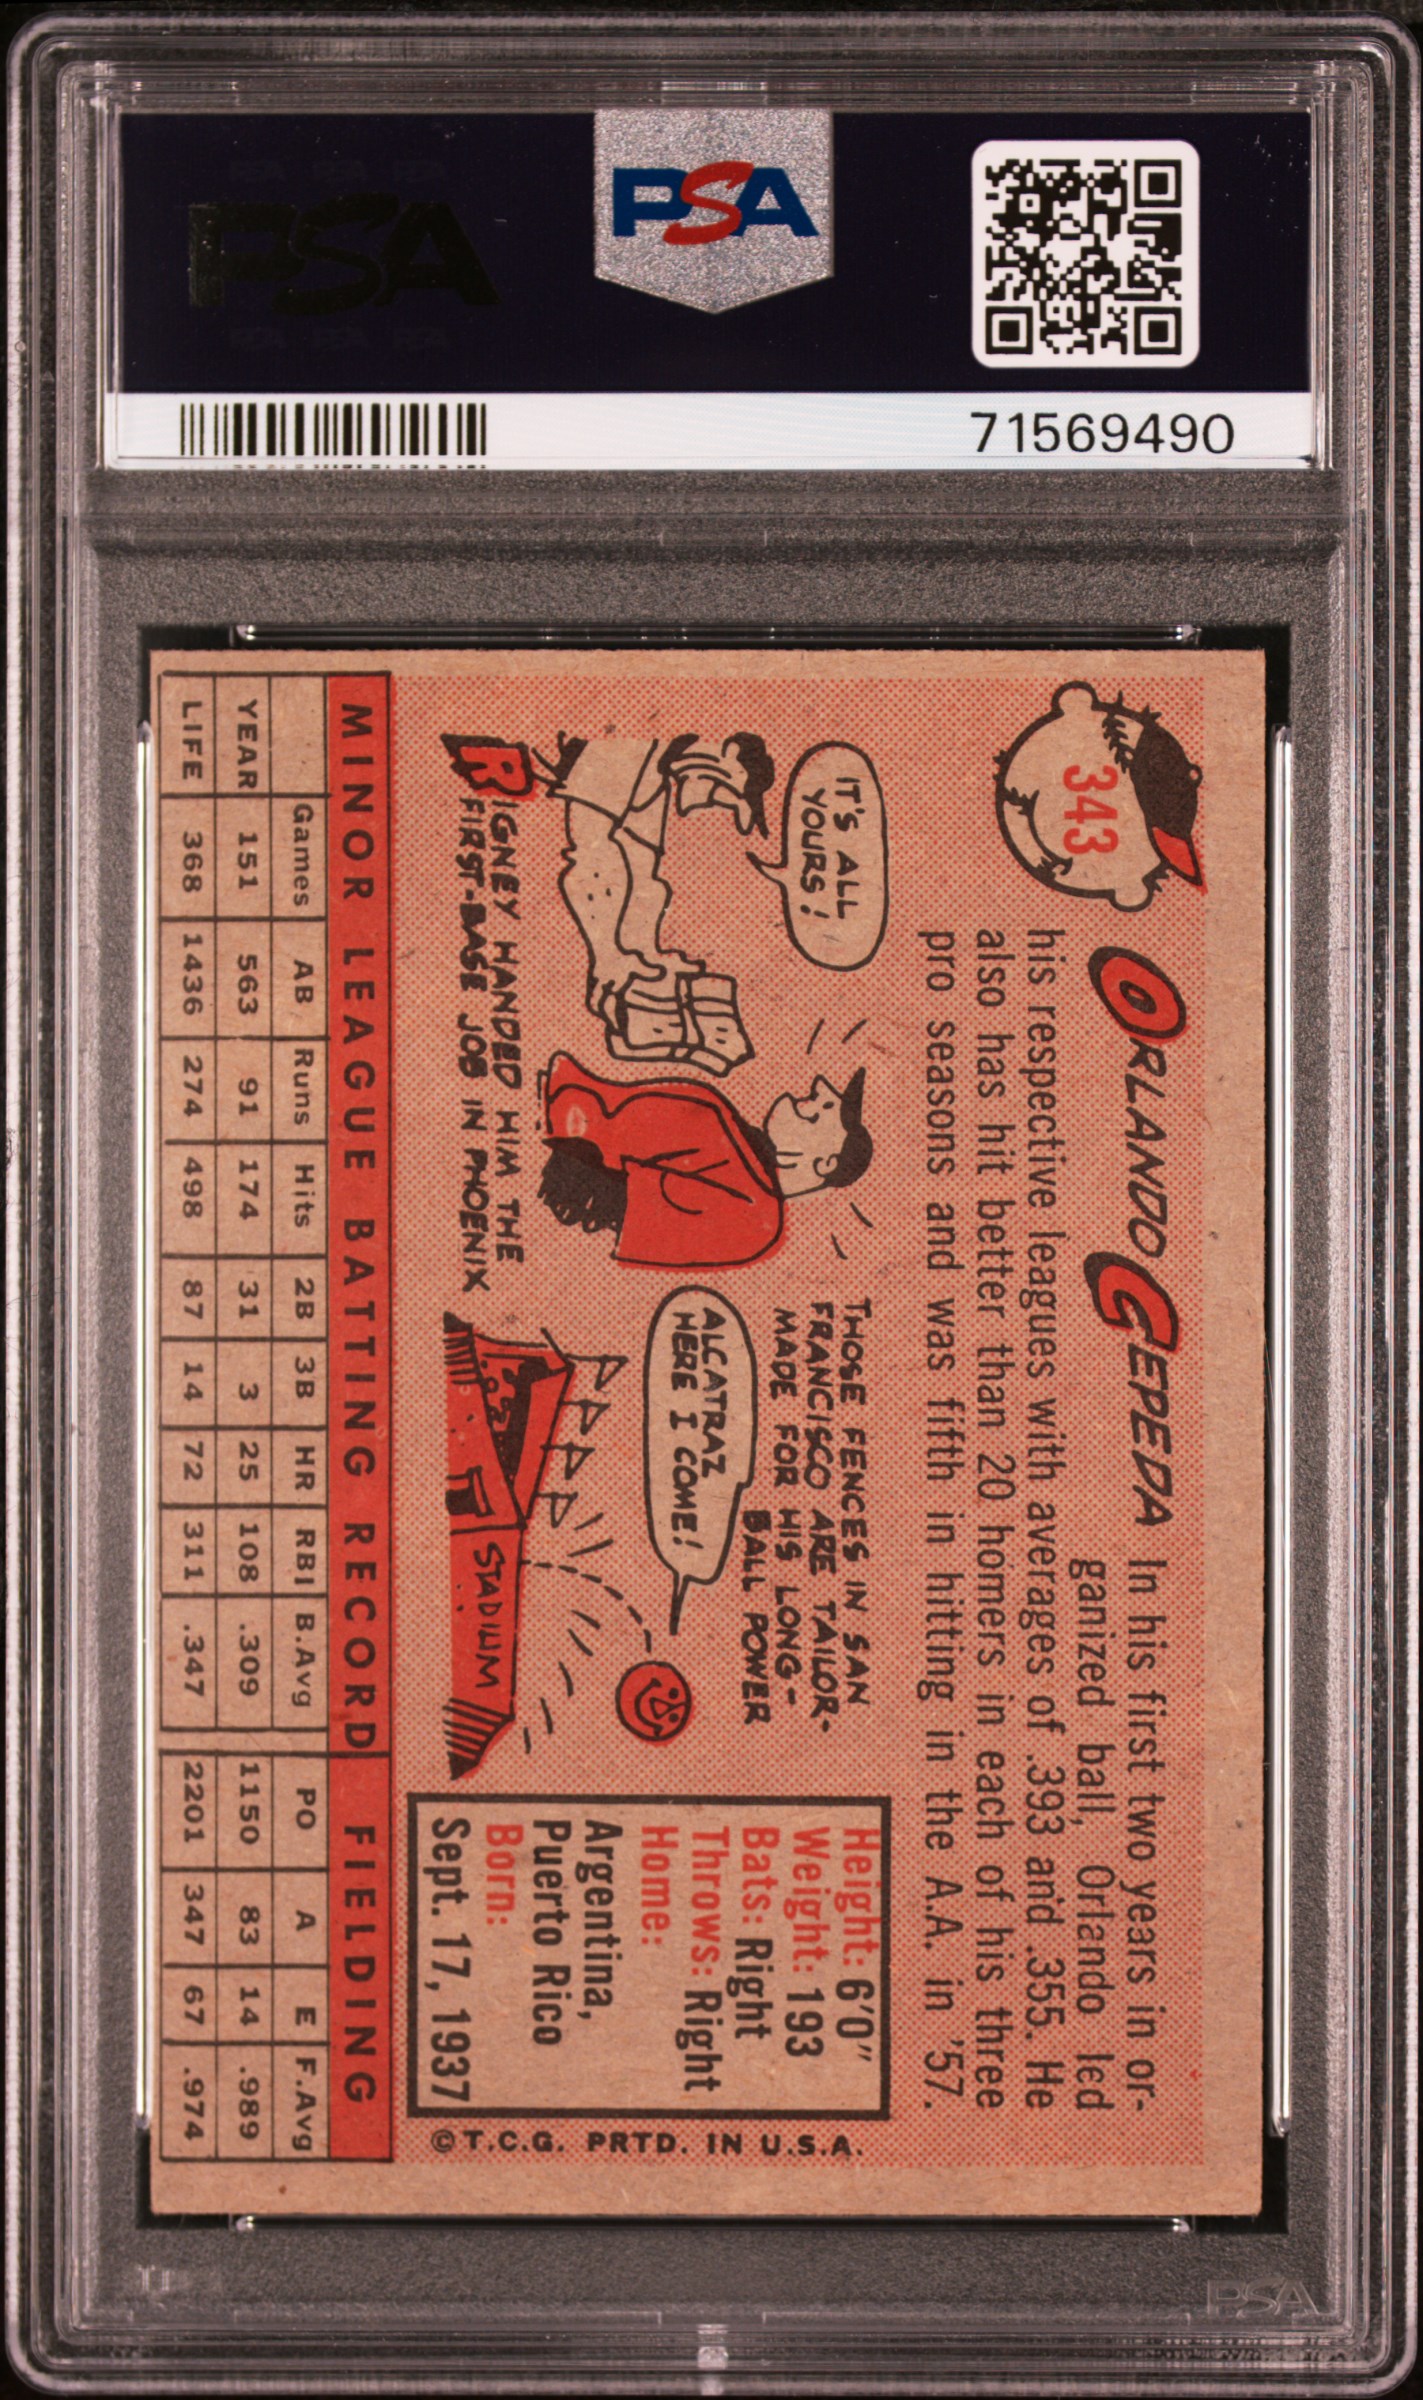 PSA
PSA
71569490
343
ORLANDO CEPEDA In his first two years in or-
ganized ball, Orlando led
his respective leagues with averages of .393 and .355. He
also has hit better than 20 homers in each of his three
pro seasons and was fifth in hitting in the A.A. in '57.
IT'S ALL
YOURS!
RIGNEY HANDED HIM THE
FIRST-BASE JOB IN PHOENIX
THOSE FENCES IN SAN
FRANCISCO ARE TAILOR-
MADE FOR HIS LONG-
BALL POWER
ALCATRAZ
HERE I COME!
STADIUM
Height: 6'0"
Weight: 193
Bats: Right
Throws: Right
Home:
Argentina,
Puerto Rico
Born:
Sept. 17, 1937
©T.C.G. PRTD. IN U.S.A.
MINOR LEAGUE BATTING RECORD FIELDING
Games AB Runs Hits 2B 3B HR RBI B.Avg PO A E F.Avg
YEAR 151 563 91 174 31 3 25 108 .309 1150 83 14 .989
LIFE 368 1436 274 498 87 14 72 311 .347 2201 347 67 .974
PSA